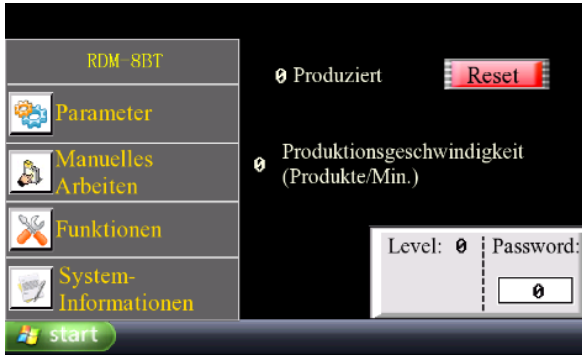 RDM-8BT
Parameter
Manuelles
Arbeiten
Funktionen
System-
Informationen
0 Produziert
Reset
0 Produktionsgeschwindigkeit
(Produkte/Min.)
Level: 0
Password:
0
start